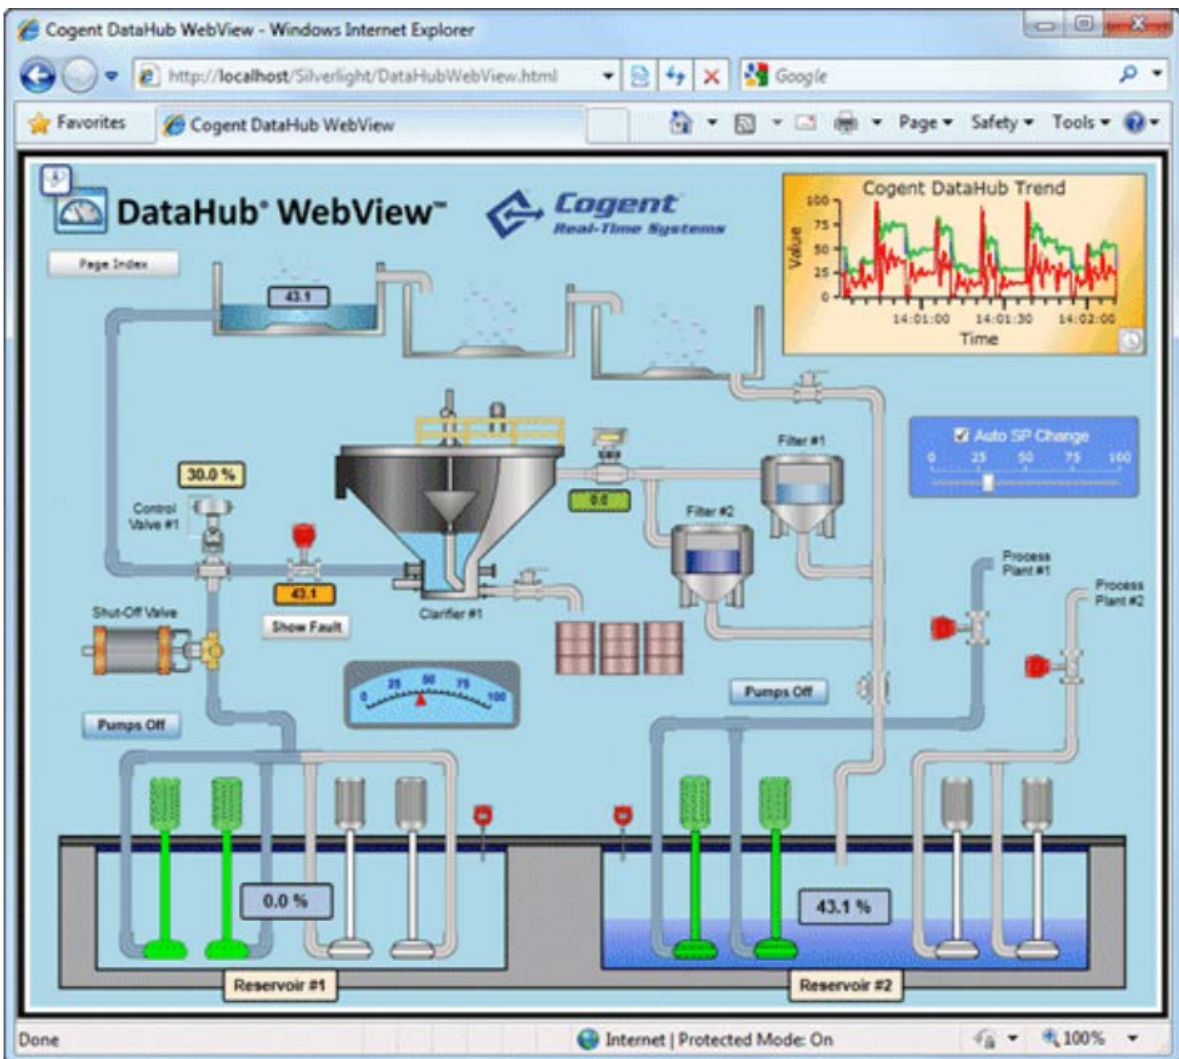 Cogent DataHub WebView - Windows Internet Explorer
http://localhost/Silverlight/DataHubWebView.html
Google
Favorites
Cogent DataHub WebView
Page
Safety
Tools
DataHub® WebView™
Cogent
Real-Time Systems
Cogent DataHub Trend
100
75
50
25
0
Value
14:01:00 14:01:30 14:02:00
Time
Page Index
43.1
Auto SP Change
0 25 50 75 100
30.0 %
Control
Valve #1
Filter #1
0.0
Filter #2
43.1
Show Fault
Clarifier #1
Shut-Off Valve
Process
Plant #1
Process
Plant #2
0 25 50 75 100
Pumps Off
Pumps Off
0.0 %
43.1 %
Reservoir #1
Reservoir #2
Done
Internet | Protected Mode: On
100%